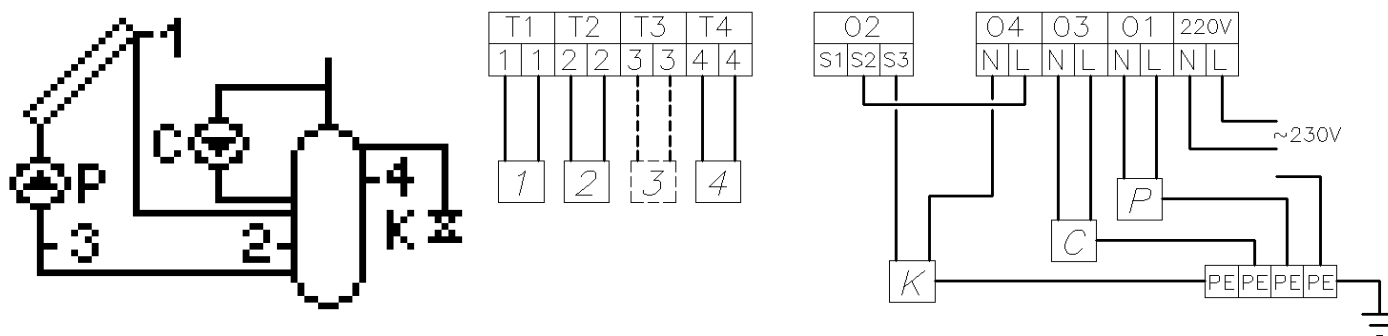 1
C
P
4
K
3
2
T1 T2 T3 T4
1 1 2 2 3 3 4 4
1 2 3 4
O2
S1 S2 S3
O4 O3 O1 220V
N L N L N L N L
~230V
P
C
K
PE PE PE PE